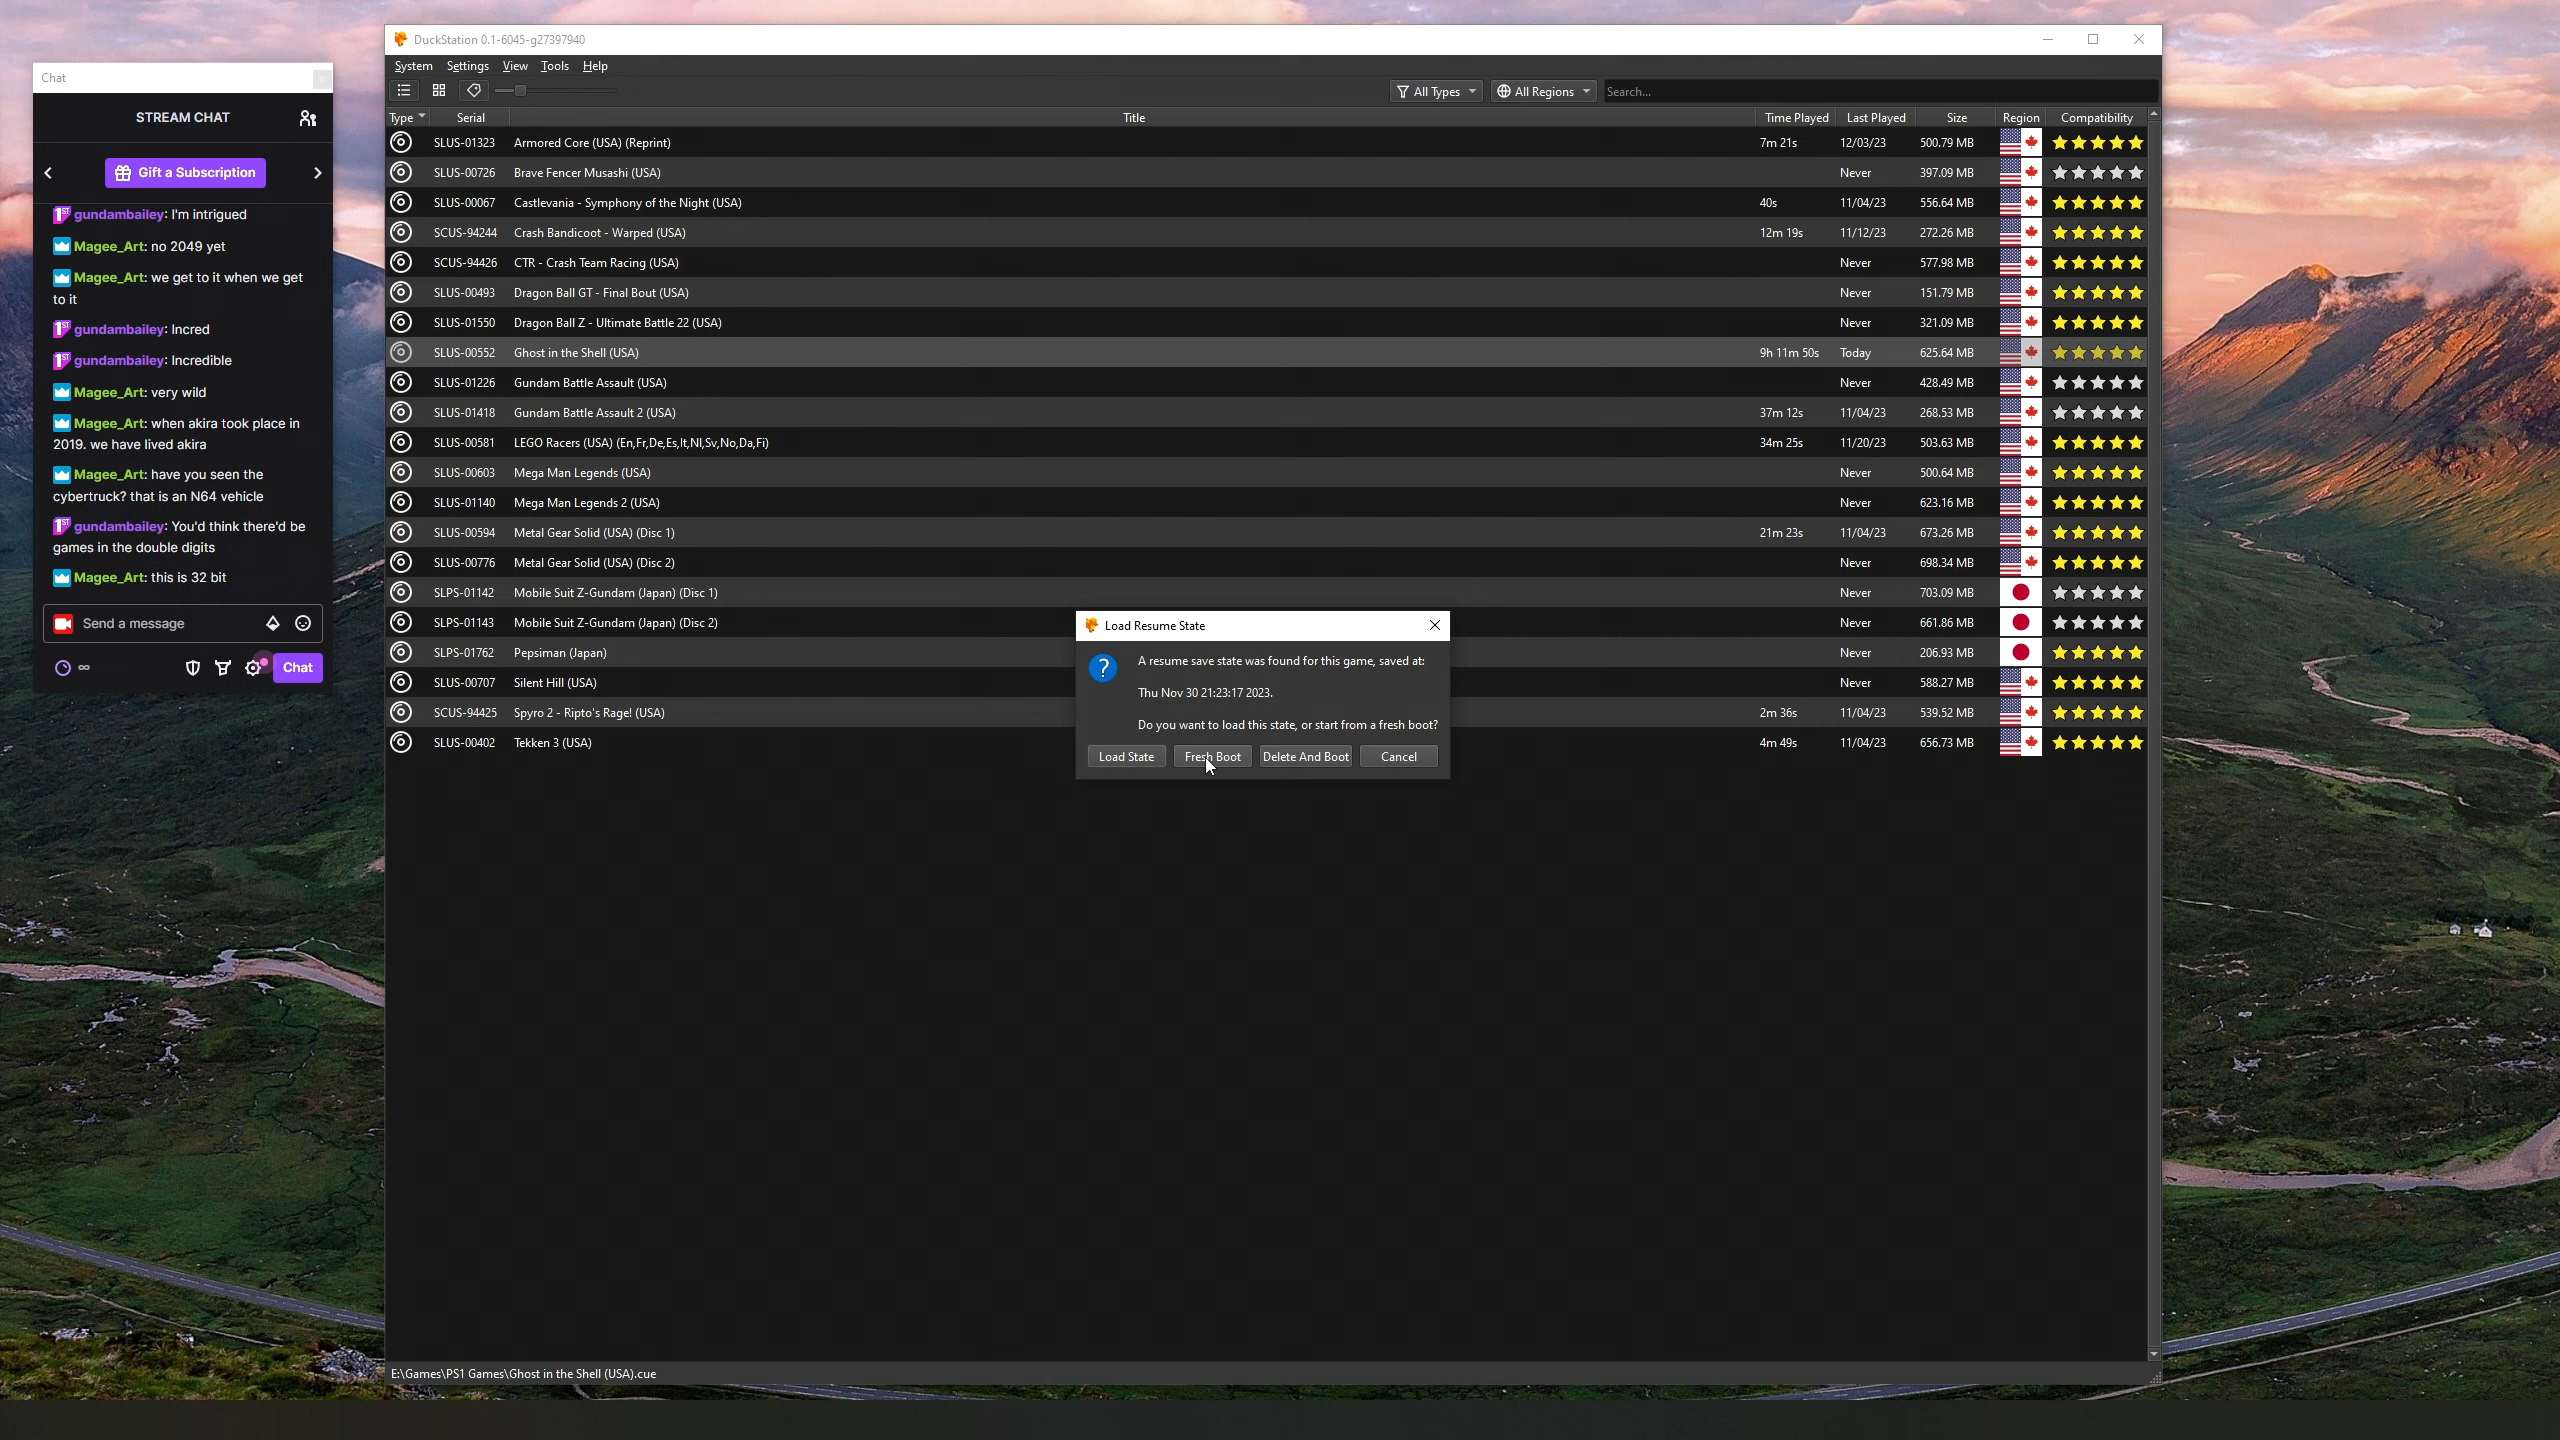 Chat
STREAM CHAT
Gift a Subscription
1ST gundambailey: I'm intrigued
Magee_Art: no 2049 yet
Magee_Art: we get to it when we get
to it
1ST gundambailey: Incred
1ST gundambailey: Incredible
Magee_Art: very wild
Magee_Art: when akira took place in
2019. we have lived akira
Magee_Art: have you seen the
cybertruck? that is an N64 vehicle
1ST gundambailey: You'd think there'd be
games in the double digits
Magee_Art: this is 32 bit
Send a message
∞
Chat
DuckStation 0.1-6045-g27397940
System Settings View Tools Help
All Types All Regions Search...
Type Serial Title Time Played Last Played Size Region Compatibility
SLUS-01323 Armored Core (USA) (Reprint) 7m 21s 12/03/23 500.79 MB
SLUS-00726 Brave Fencer Musashi (USA) Never 397.09 MB
SLUS-00067 Castlevania - Symphony of the Night (USA) 40s 11/04/23 556.64 MB
SCUS-94244 Crash Bandicoot - Warped (USA) 12m 19s 11/12/23 272.26 MB
SCUS-94426 CTR - Crash Team Racing (USA) Never 577.98 MB
SLUS-00493 Dragon Ball GT - Final Bout (USA) Never 151.79 MB
SLUS-01550 Dragon Ball Z - Ultimate Battle 22 (USA) Never 321.09 MB
SLUS-00552 Ghost in the Shell (USA) 9h 11m 50s Today 625.64 MB
SLUS-01226 Gundam Battle Assault (USA) Never 428.49 MB
SLUS-01418 Gundam Battle Assault 2 (USA) 37m 12s 11/04/23 268.53 MB
SLUS-00581 LEGO Racers (USA) (En,Fr,De,Es,It,Nl,Sv,No,Da,Fi) 34m 25s 11/20/23 503.63 MB
SLUS-00603 Mega Man Legends (USA) Never 500.64 MB
SLUS-01140 Mega Man Legends 2 (USA) Never 623.16 MB
SLUS-00594 Metal Gear Solid (USA) (Disc 1) 21m 23s 11/04/23 673.26 MB
SLUS-00776 Metal Gear Solid (USA) (Disc 2) Never 698.34 MB
SLPS-01142 Mobile Suit Z-Gundam (Japan) (Disc 1) Never 703.09 MB
SLPS-01143 Mobile Suit Z-Gundam (Japan) (Disc 2) Never 661.86 MB
SLPS-01762 Pepsiman (Japan) Never 206.93 MB
SLUS-00707 Silent Hill (USA) Never 588.27 MB
SCUS-94425 Spyro 2 - Ripto's Rage! (USA) 2m 36s 11/04/23 539.52 MB
SLUS-00402 Tekken 3 (USA) 4m 49s 11/04/23 656.73 MB
Load Resume State
A resume save state was found for this game, saved at:
Thu Nov 30 21:23:17 2023.
Do you want to load this state, or start from a fresh boot?
Load State Fresh Boot Delete And Boot Cancel
E:\Games\PS1 Games\Ghost in the Shell (USA).cue